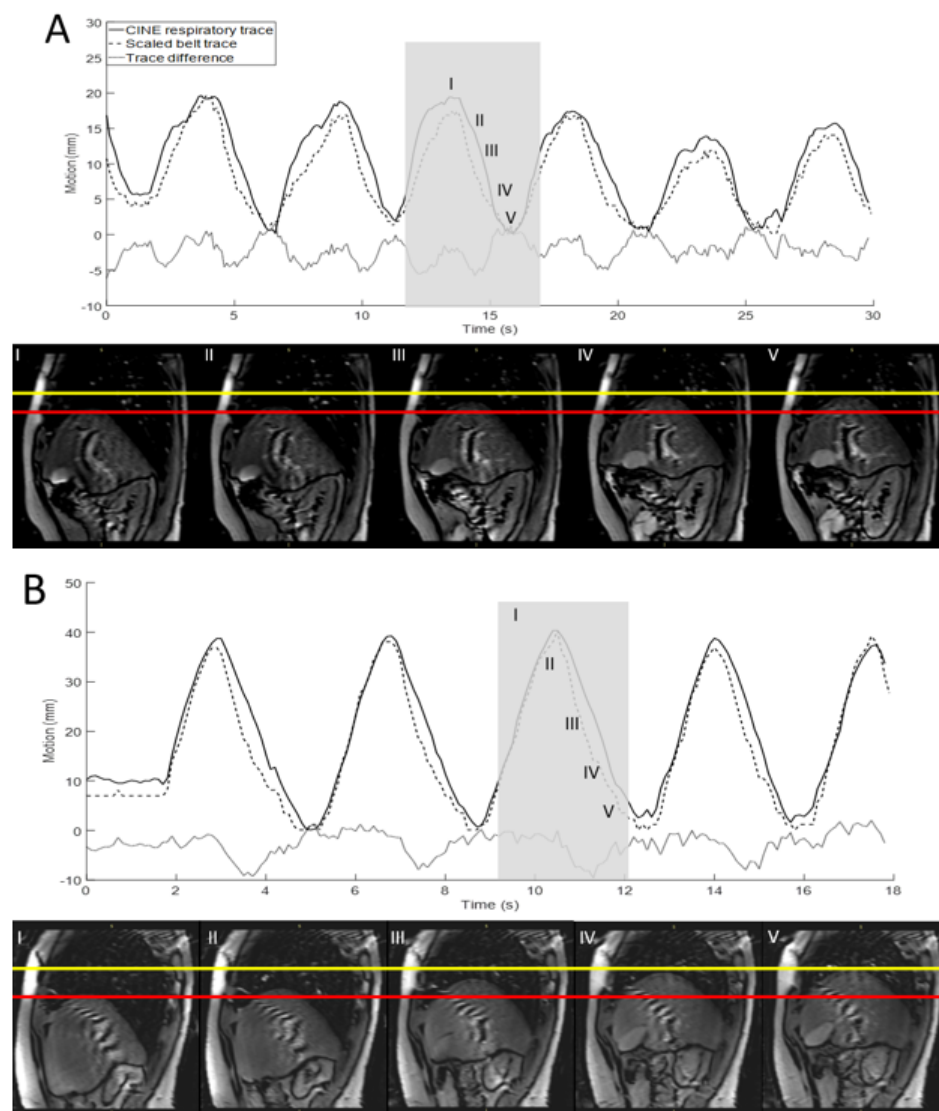 A
CINE respiratory trace
Scaled belt trace
Trace difference
30
25
20
15
10
5
0
-5
-10
Motion (mm)
I
II
III
IV
V
0 5 10 15 20 25 30
Time (s)
I II III IV V
B
50
40
30
20
10
0
-10
Motion (mm)
I
II
III
IV
V
0 2 4 6 8 10 12 14 16 18
Time (s)
I II III IV V